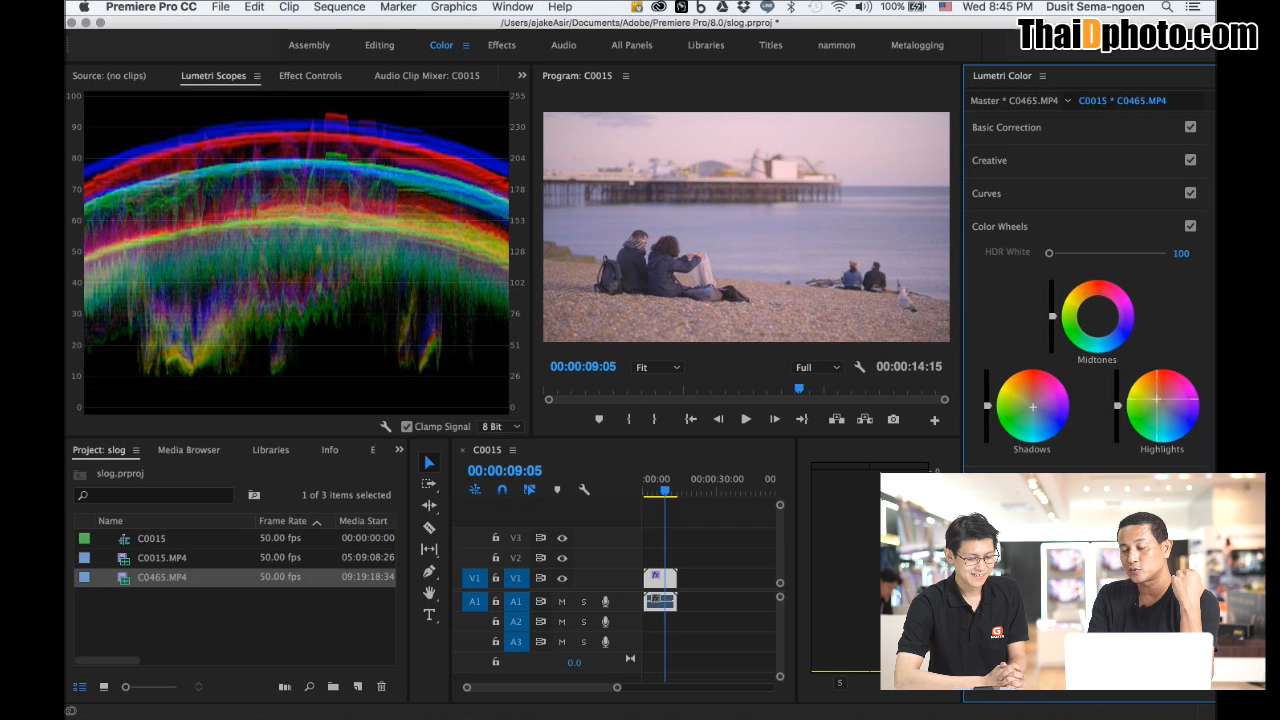 Premiere Pro CC File Edit Clip Sequence Marker Graphics Window Help 100% Wed 8:45 PM Dusit Sema-ngoen
/Users/ajakeAsir/Documents/Adobe/Premiere Pro/8.0/slog.prproj *
ThaiDphoto.com
Assembly Editing Color Effects Audio All Panels Libraries Titles nammon Metalogging
Source: (no clips) Lumetri Scopes Effect Controls Audio Clip Mixer: C0015
Program: C0015
Lumetri Color
Master * C0465.MP4 C0015 * C0465.MP4
Basic Correction
Creative
Curves
Color Wheels
HDR White 100
Midtones
Shadows Highlights
100 255
90 230
80 204
70 178
60 153
50 128
40 102
30 76
20 51
10 26
0 0
Clamp Signal 8 Bit
00:00:09:05 Fit Full 00:00:14:15
Project: slog Media Browser Libraries Info E
slog.prproj
1 of 3 items selected
Name Frame Rate Media Start
C0015 50.00 fps 00:00:00:00
C0015.MP4 50.00 fps 05:09:08:26
C0465.MP4 50.00 fps 09:19:18:34
× C0015
00:00:09:05
:00:00 00:00:30:00 00
V3
V2
V1 V1
A1 A1 M S
A2 M S
A3 M S
0.0
fx
T
S
G